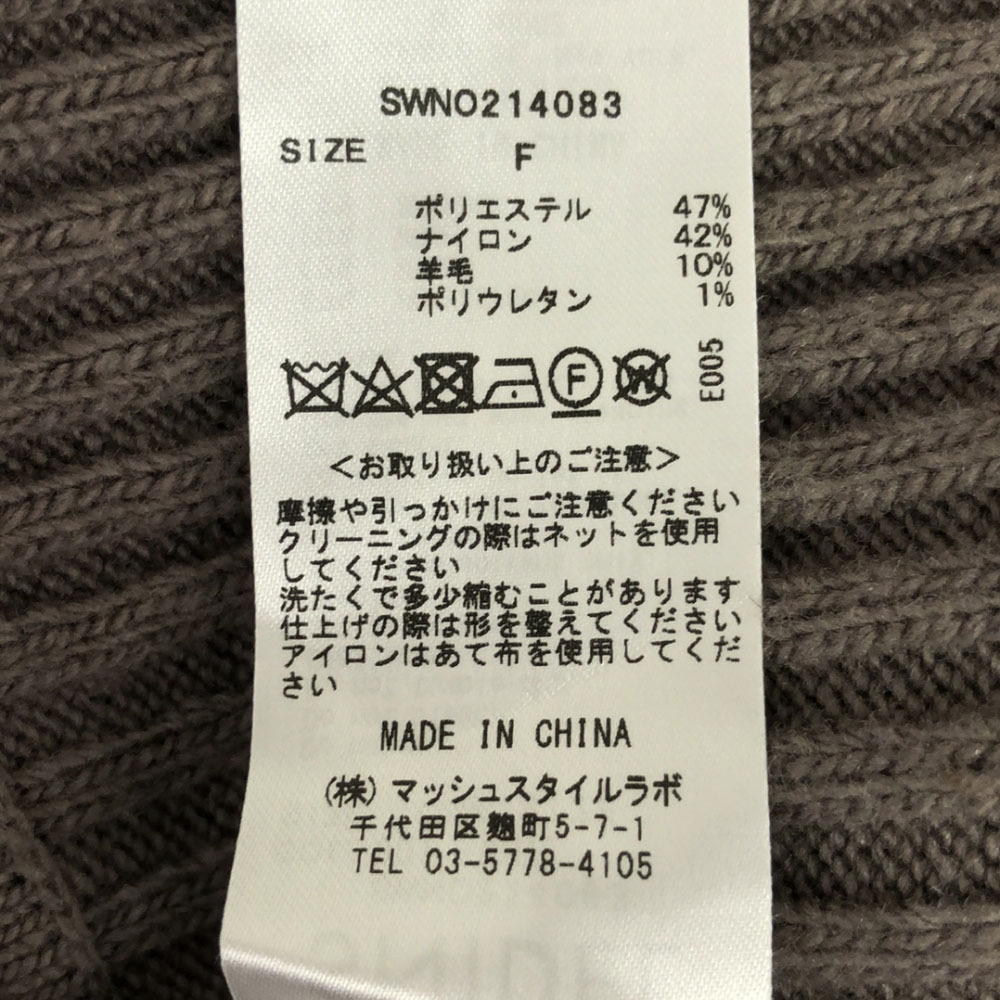 SWNO214083
SIZE F
ポリエステル 47%
ナイロン 42%
羊毛 10%
ポリウレタン 1%
F W E005
＜お取り扱い上のご注意＞
摩擦や引っかけにご注意ください
クリーニングの際はネットを使用
してください
洗たくで多少縮むことがあります
仕上げの際は形を整えてください
アイロンはあて布を使用してくだ
さい
MADE IN CHINA
(株)マッシュスタイルラボ
千代田区麹町5-7-1
TEL 03-5778-4105